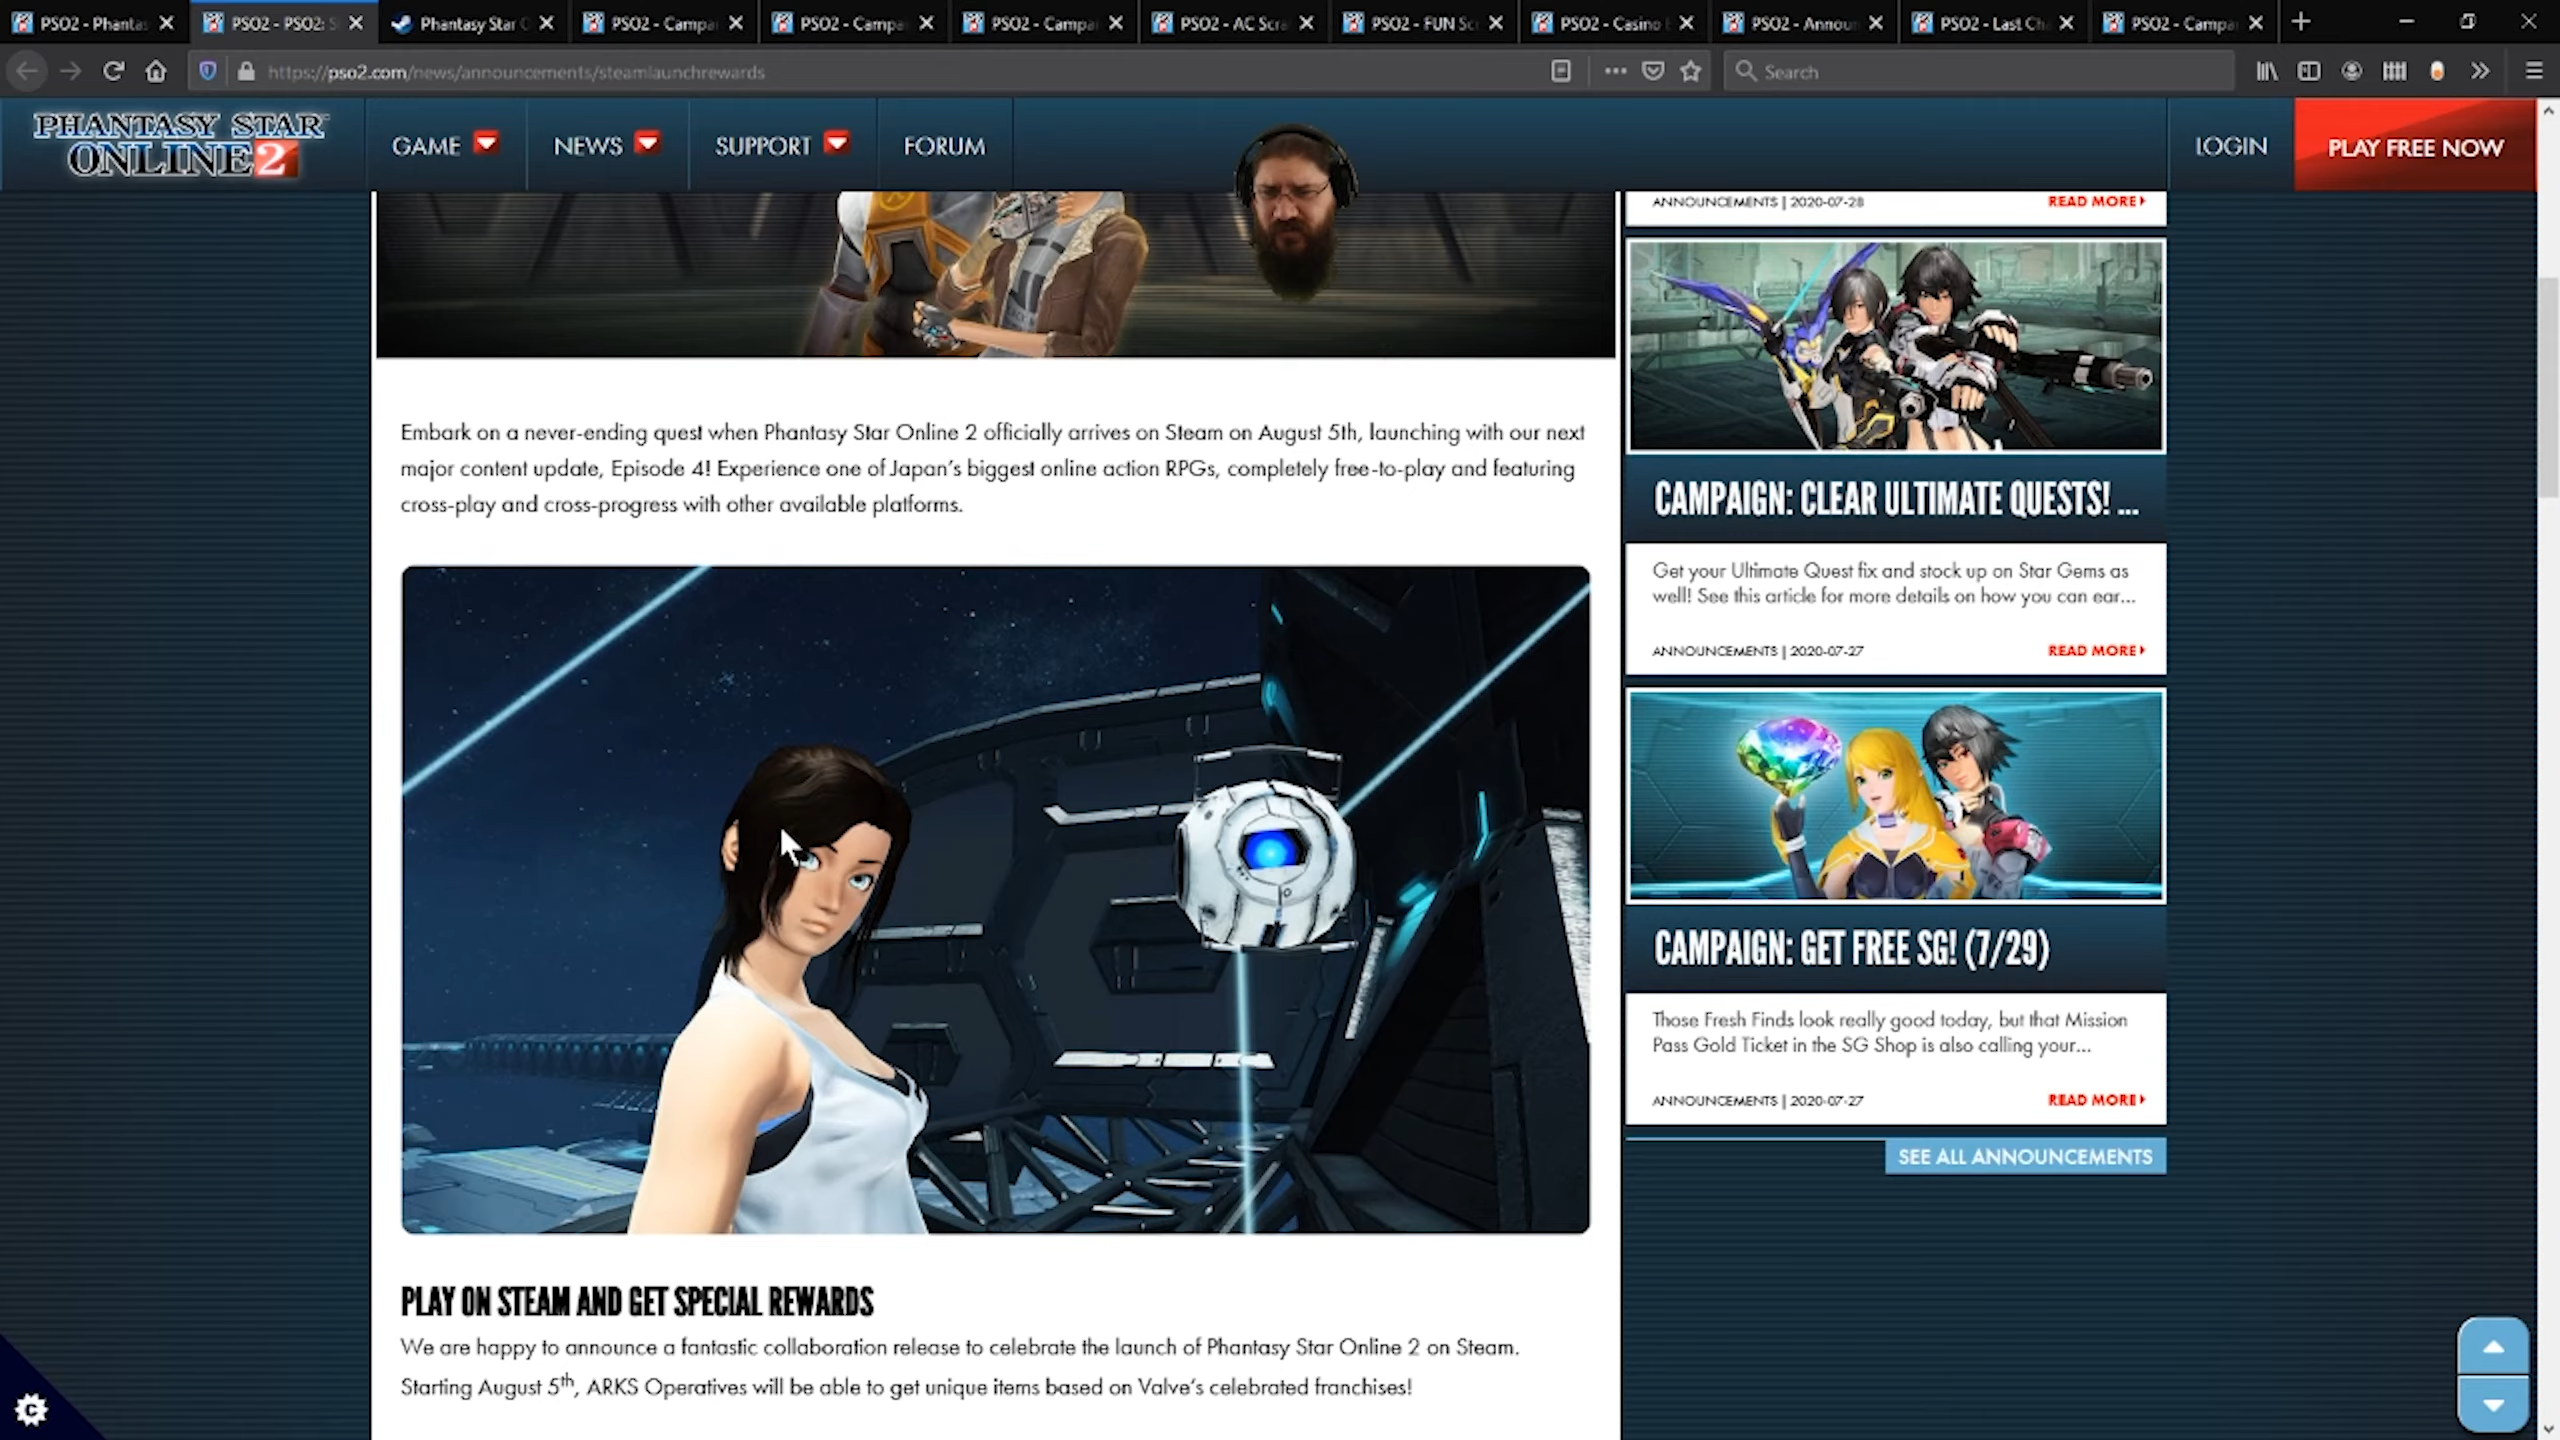 PSO2 - Phantas
PSO2 - PSO2: S
Phantasy Star O
PSO2 - Campa
PSO2 - Campa
PSO2 - Campa
PSO2 - AC Scra
PSO2 - FUN Sc
PSO2 - Casino
PSO2 - Announ
PSO2 - Last Ch
PSO2 - Campa
https://pso2.com/news/announcements/steamlaunchrewards
Search
PHANTASY STAR
ONLINE 2
GAME
NEWS
SUPPORT
FORUM
LOGIN
PLAY FREE NOW
Embark on a never-ending quest when Phantasy Star Online 2 officially arrives on Steam on August 5th, launching with our next
major content update, Episode 4! Experience one of Japan's biggest online action RPGs, completely free-to-play and featuring
cross-play and cross-progress with other available platforms.
PLAY ON STEAM AND GET SPECIAL REWARDS
We are happy to announce a fantastic collaboration release to celebrate the launch of Phantasy Star Online 2 on Steam.
Starting August 5th, ARKS Operatives will be able to get unique items based on Valve's celebrated franchises!
ANNOUNCEMENTS | 2020-07-28
READ MORE
CAMPAIGN: CLEAR ULTIMATE QUESTS! ...
Get your Ultimate Quest fix and stock up on Star Gems as
well! See this article for more details on how you can ear...
ANNOUNCEMENTS | 2020-07-27
READ MORE
CAMPAIGN: GET FREE SG! (7/29)
Those Fresh Finds look really good today, but that Mission
Pass Gold Ticket in the SG Shop is also calling your...
ANNOUNCEMENTS | 2020-07-27
READ MORE
SEE ALL ANNOUNCEMENTS